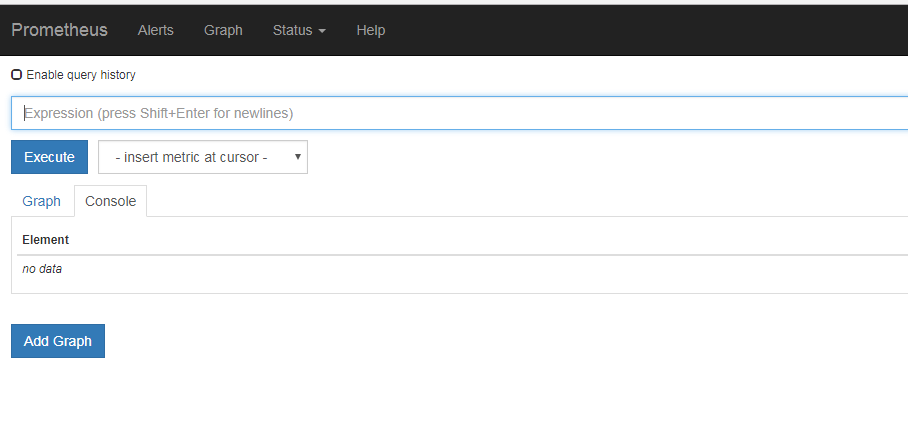 Prometheus Alerts Graph Status Help
Enable query history
Expression (press Shift+Enter for newlines)
Execute - insert metric at cursor -
Graph Console
Element
no data
Add Graph